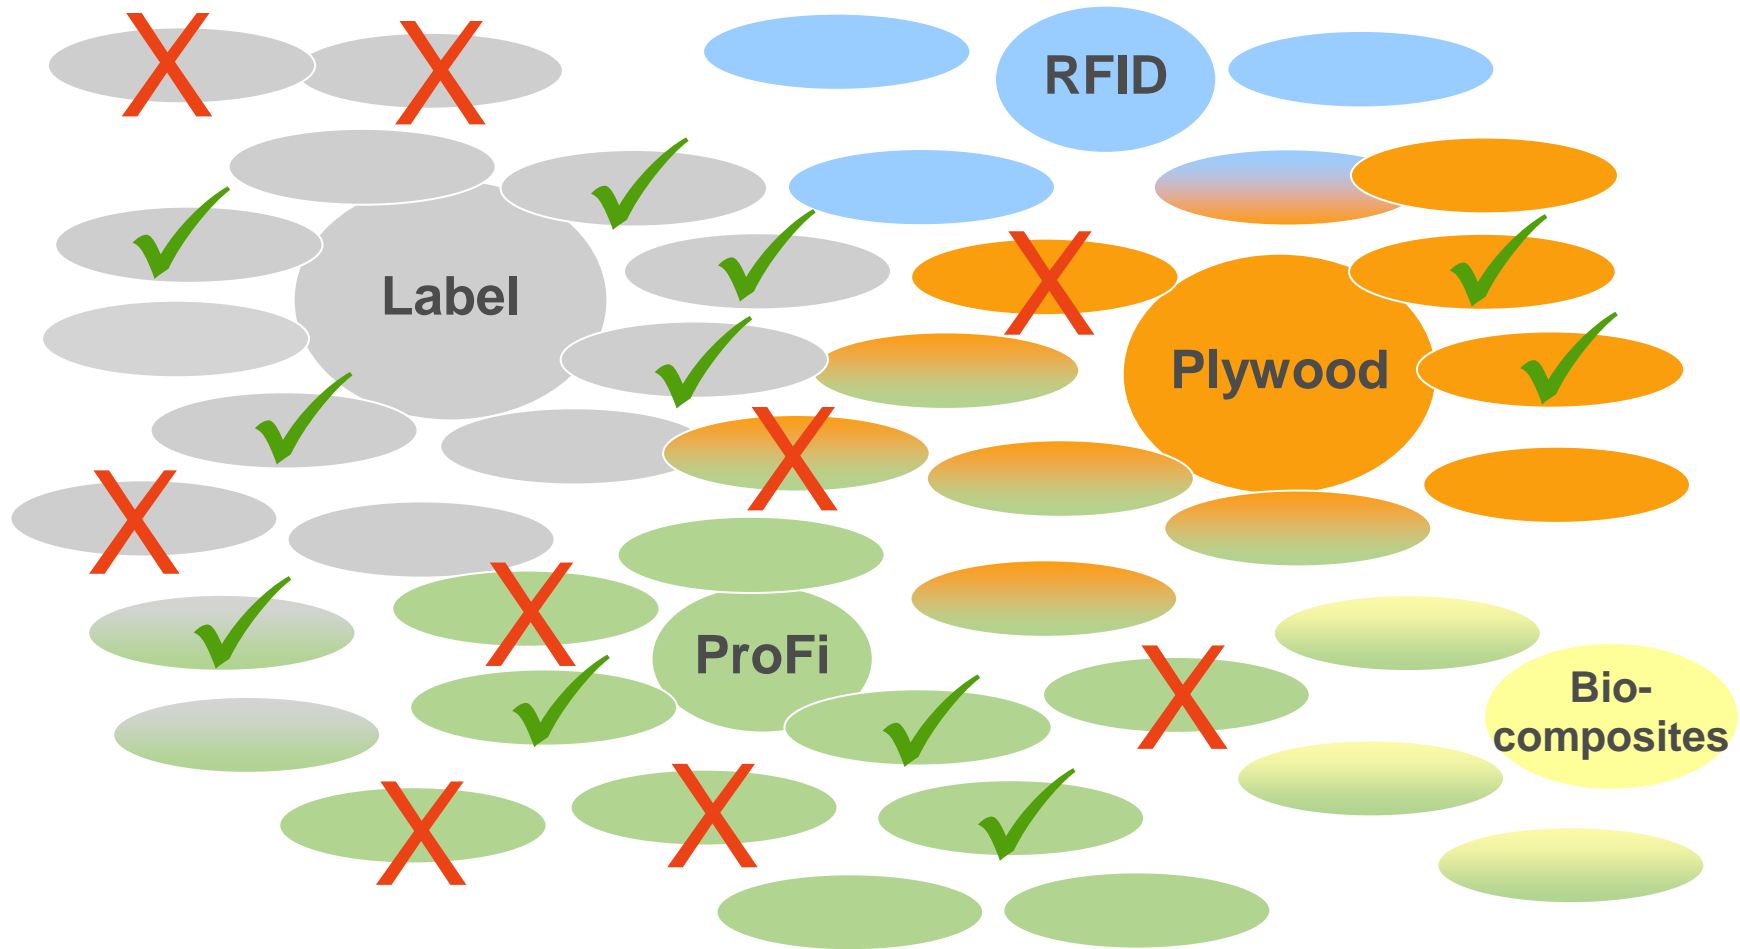 RFID
Label
Plywood
ProFi
Bio-
composites